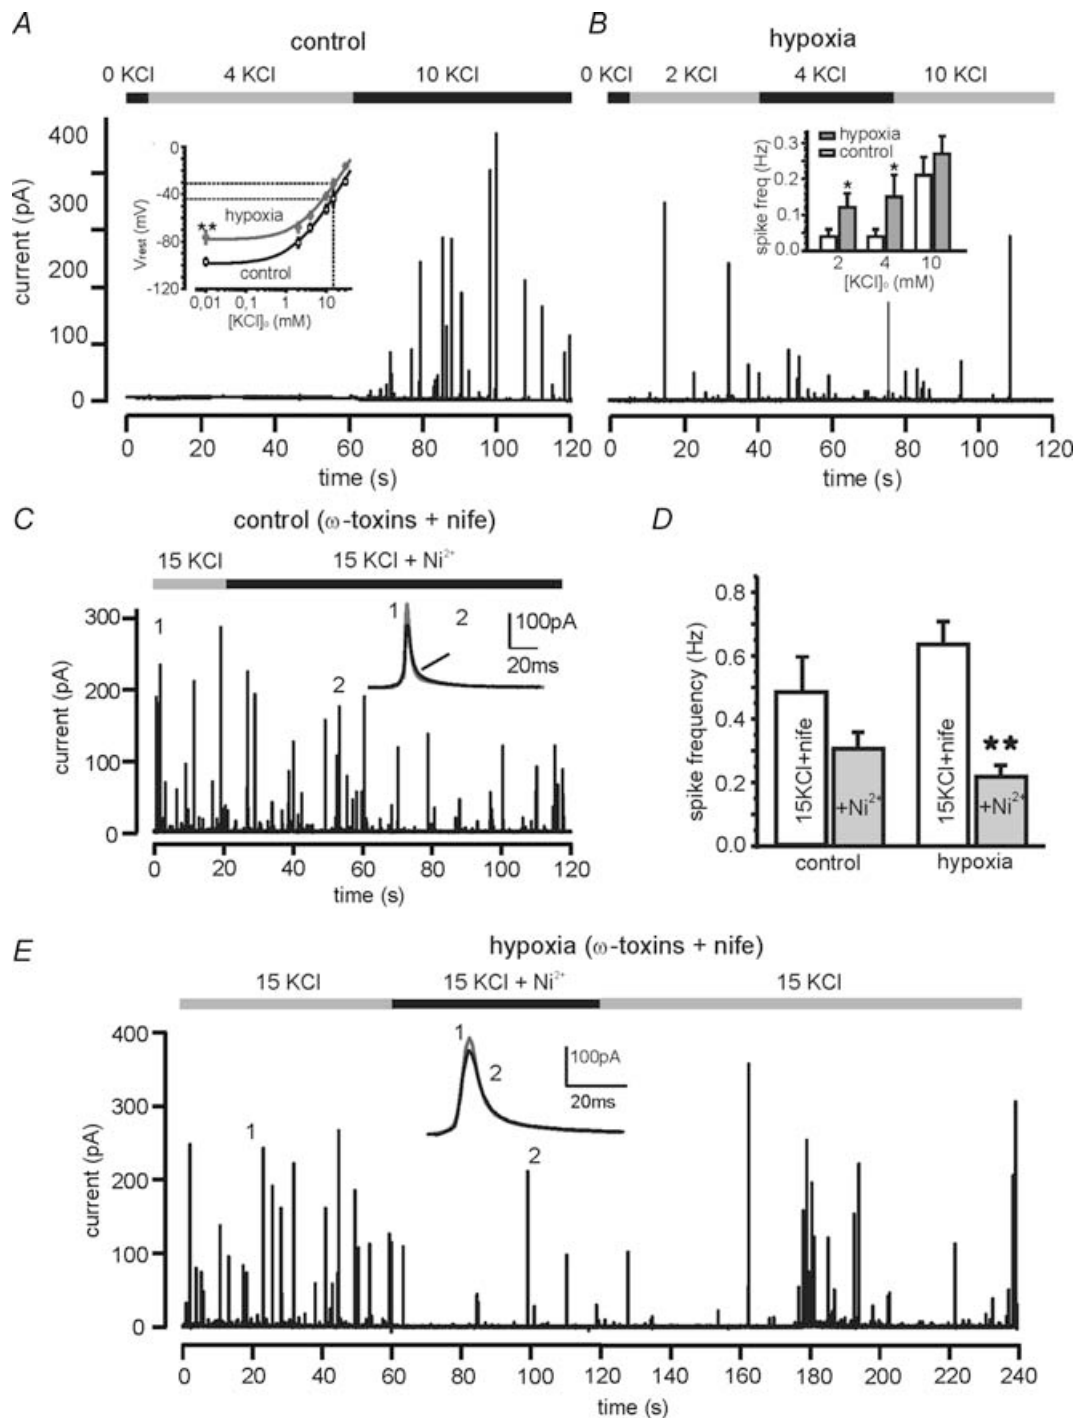 A
control
0 KCl 4 KCl 10 KCl
400
300
200
100
0
current (pA)
0
-40
-80
-120
Vrest (mV)
hypoxia
**
control
0,01 0,1 1 10
[KCl]o (mM)
0 20 40 60 80 100 120
time (s)
B
hypoxia
0 KCl 2 KCl 4 KCl 10 KCl
0.3
0.2
0.1
0.0
spike freq (Hz)
hypoxia
control
* *
2 4 10
[KCl]o (mM)
0 20 40 60 80 100 120
time (s)
C
control (ω-toxins + nife)
15 KCl 15 KCl + Ni2+
300
200
100
0
current (pA)
1
2
1 2
100pA
20ms
0 20 40 60 80 100 120
time (s)
D
0.8
0.6
0.4
0.2
0.0
spike frequency (Hz)
15KCl+nife
+Ni2+
15KCl+nife
+Ni2+
**
control hypoxia
E
hypoxia (ω-toxins + nife)
15 KCl 15 KCl + Ni2+ 15 KCl
400
300
200
100
0
current (pA)
1
2
1
2
100pA
20ms
0 20 40 60 80 100 120 140 160 180 200 220 240
time (s)